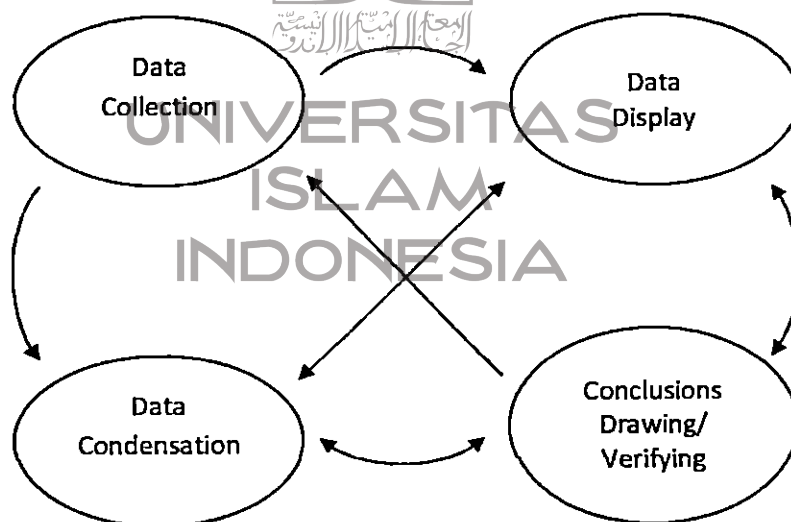 Data
Collection
Data
Display
UNIVERSITAS
ISLAM
INDONESIA
Data
Condensation
Conclusions
Drawing/
Verifying